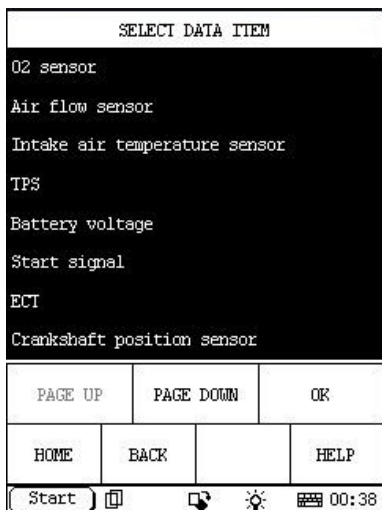 SELECT DATA ITEM
O2 sensor
Air flow sensor
Intake air temperature sensor
TPS
Battery voltage
Start signal
ECT
Crankshaft position sensor
PAGE UP
PAGE DOWN
OK
HOME
BACK
HELP
Start
00:38